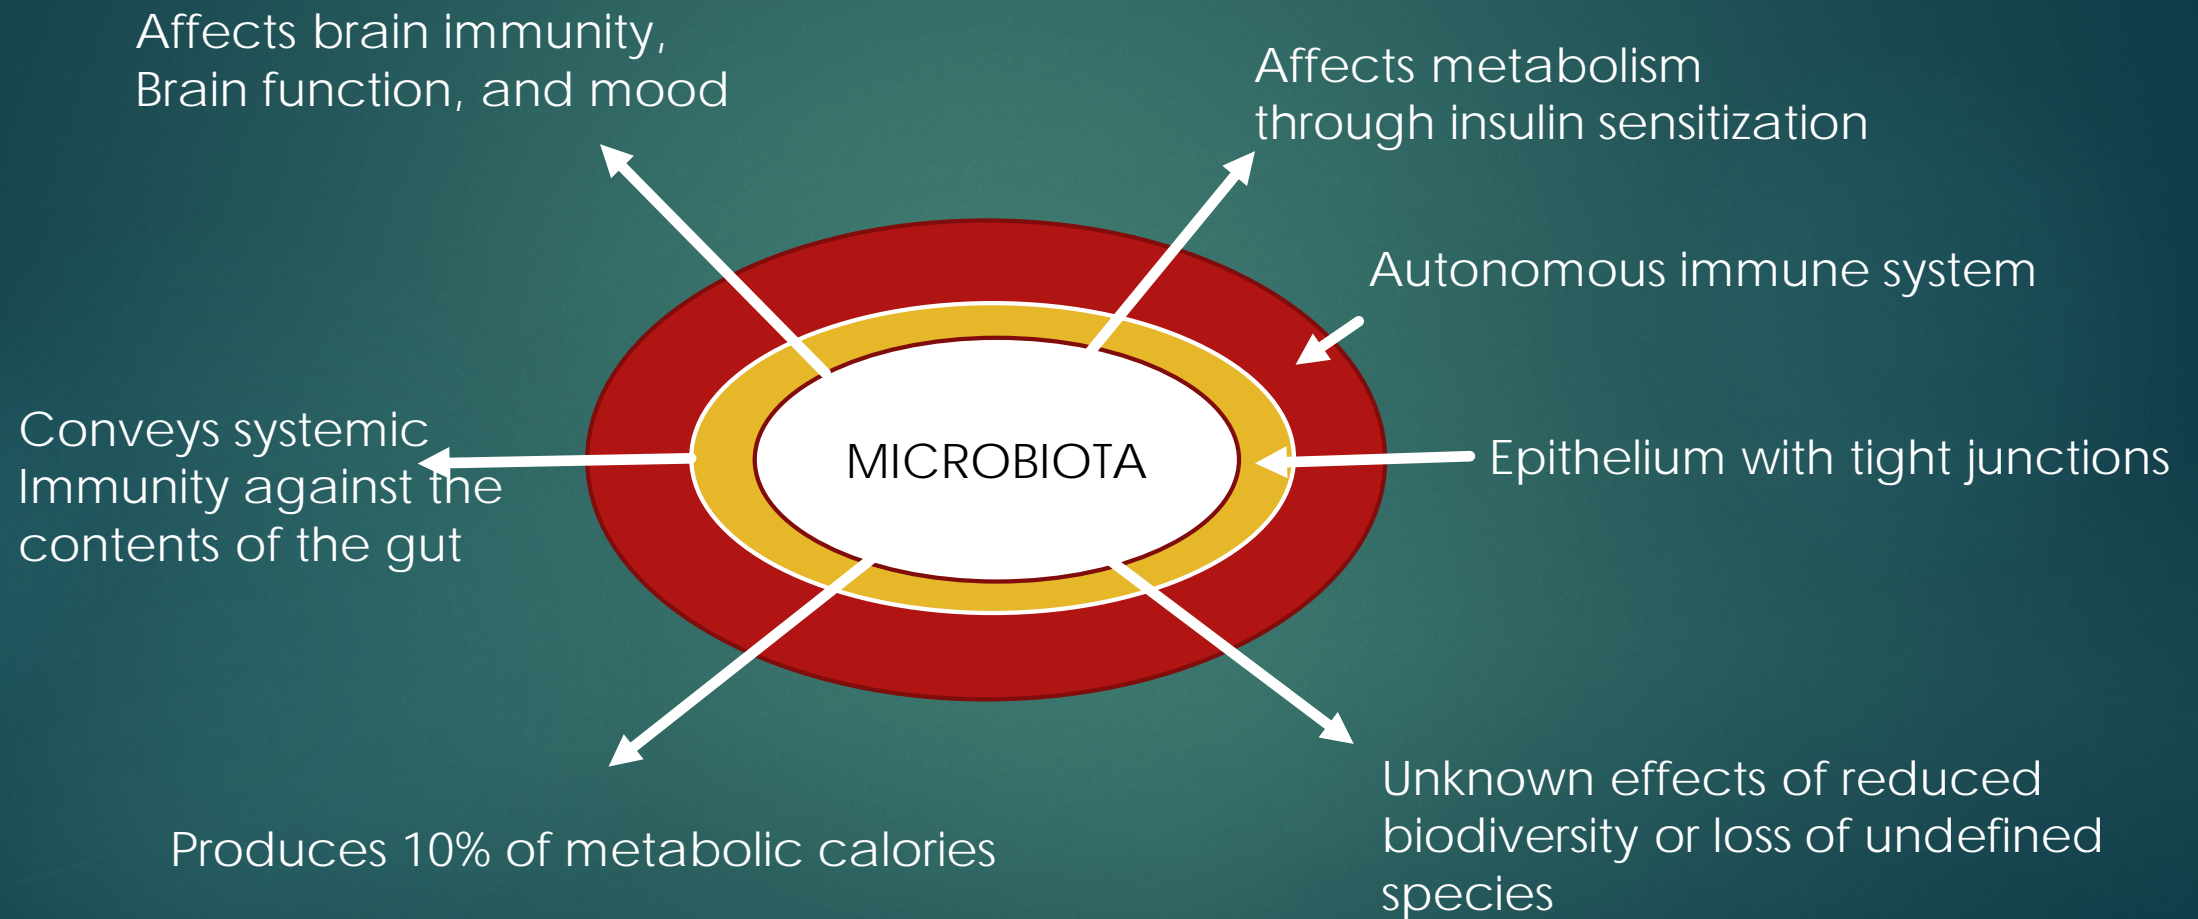 Affects brain immunity,
Brain function, and mood
Affects metabolism
through insulin sensitization
Autonomous immune system
Conveys systemic
Immunity against the
contents of the gut
MICROBIOTA
Epithelium with tight junctions
Produces 10% of metabolic calories
Unknown effects of reduced
biodiversity or loss of undefined
species